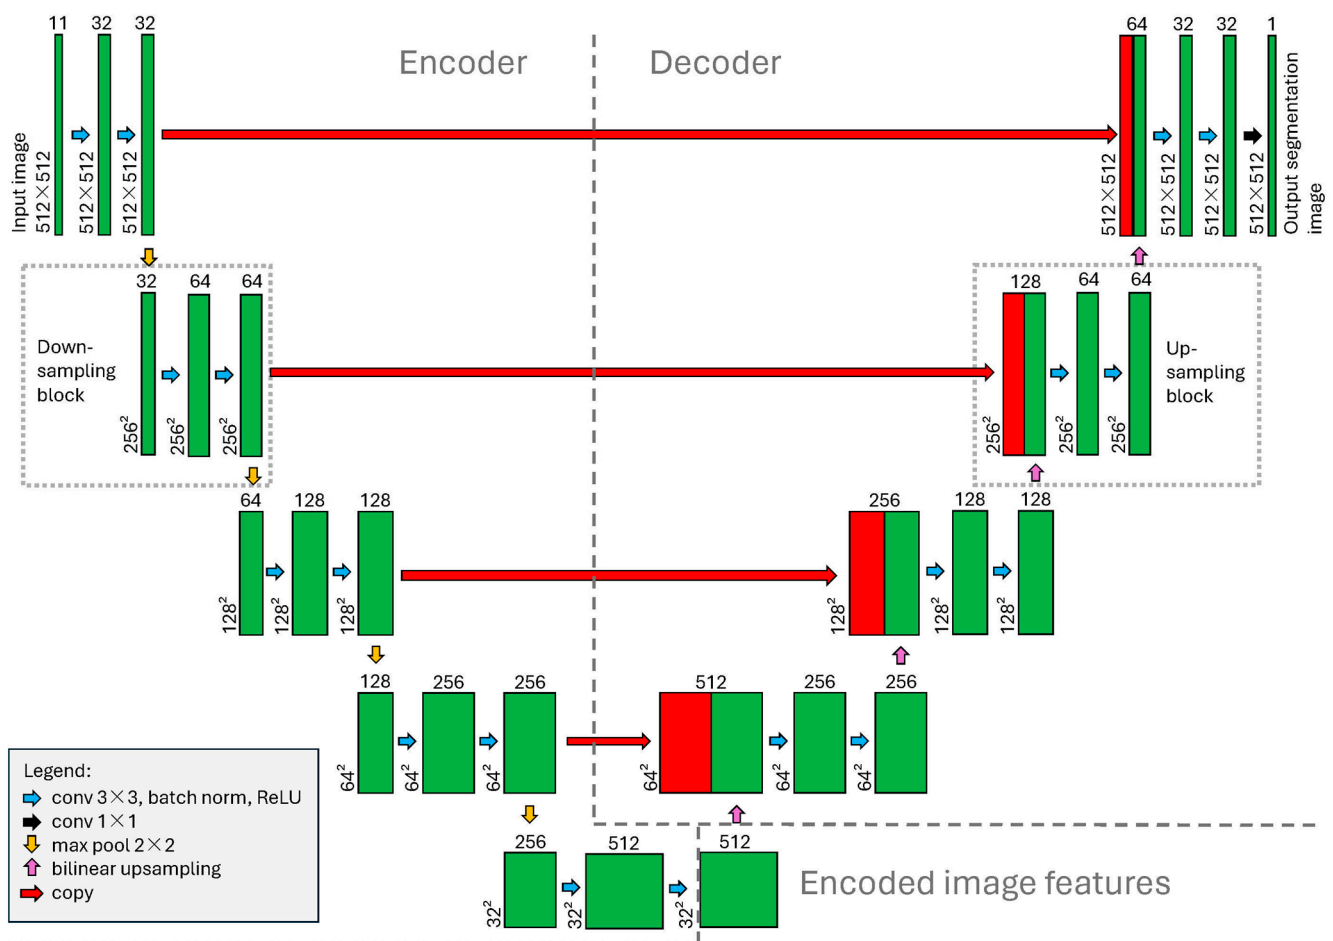 11 32 32
64 32 32 1
Encoder Decoder
Input image
512×512
512×512
512×512
512×512
512×512
512×512
512×512
Output segmentation
image
32 64 64
Down-
sampling
block
256²
256²
256²
128 64 64
256²
256²
256²
Up-
sampling
block
64 128 128
128²
128²
128²
256 128 128
128²
128²
128²
128 256 256
64²
64²
64²
512 256 256
64²
64²
64²
256 512 512
32²
32²
32²
Encoded image features
Legend:
conv 3×3, batch norm, ReLU
conv 1×1
max pool 2×2
bilinear upsampling
copy